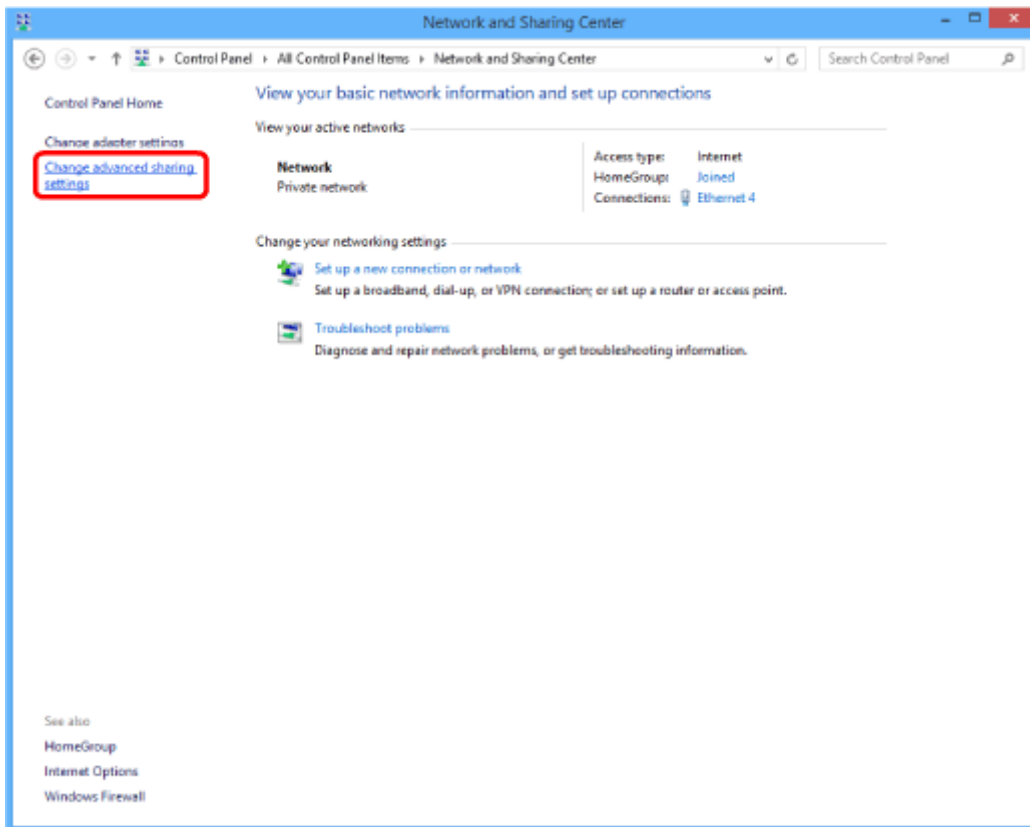 Network and Sharing Center
Control Panel All Control Panel Items Network and Sharing Center
Search Control Panel
Control Panel Home
Change adapter settings
Change advanced sharing
settings
View your basic network information and set up connections
View your active networks
Network
Private network
Access type: Internet
HomeGroup: Joined
Connections: Ethernet 4
Change your networking settings
Set up a new connection or network
Set up a broadband, dial-up, or VPN connection; or set up a router or access point.
Troubleshoot problems
Diagnose and repair network problems, or get troubleshooting information.
See also
HomeGroup
Internet Options
Windows Firewall